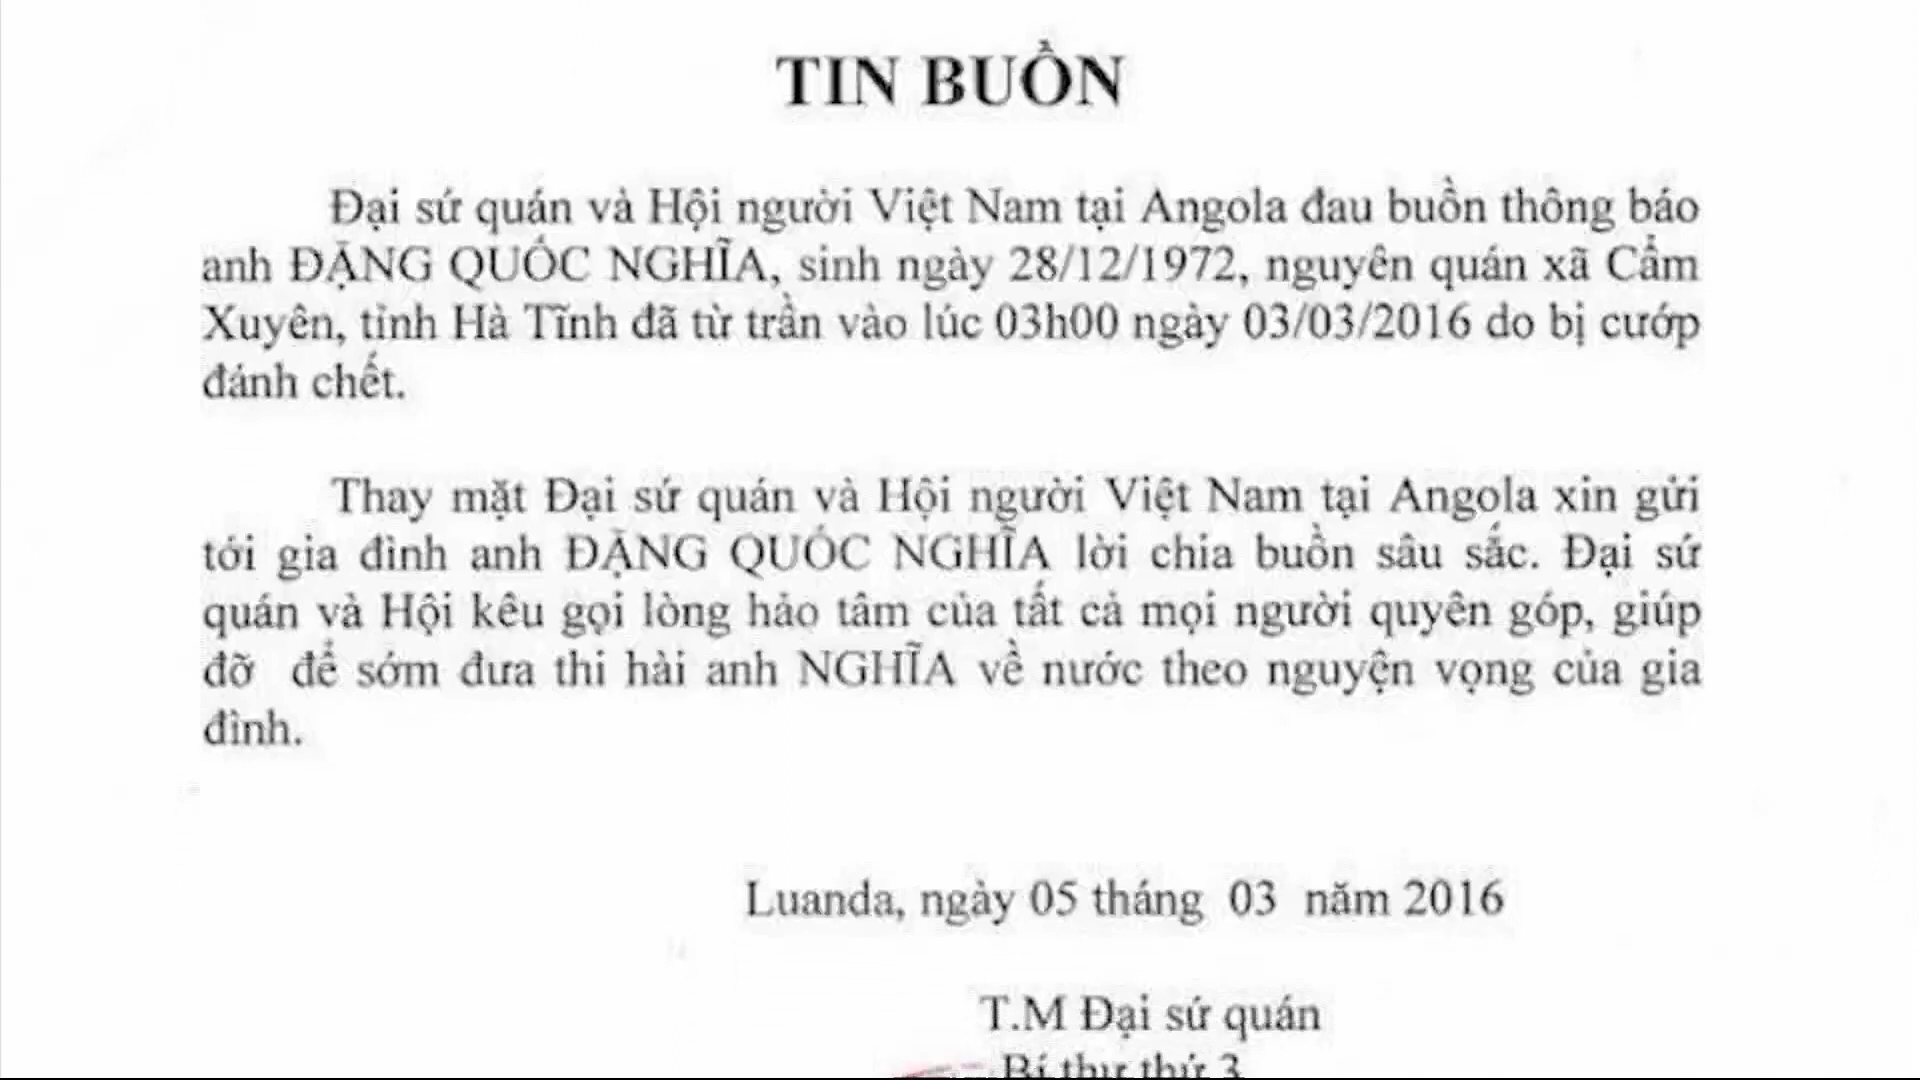 TIN BUỒN
Đại sứ quán và Hội người Việt Nam tại Angola đau buồn thông báo
anh ĐẶNG QUỐC NGHĨA, sinh ngày 28/12/1972, nguyên quán xã Cẩm
Xuyên, tỉnh Hà Tĩnh đã từ trần vào lúc 03h00 ngày 03/03/2016 do bị cướp
đánh chết.
Thay mặt Đại sứ quán và Hội người Việt Nam tại Angola xin gửi
tới gia đình anh ĐẶNG QUỐC NGHĨA lời chia buồn sâu sắc. Đại sứ
quán và Hội kêu gọi lòng hảo tâm của tất cả mọi người quyên góp, giúp
đỡ để sớm đưa thi hài anh NGHĨA về nước theo nguyện vọng của gia
đình.
Luanda, ngày 05 tháng 03 năm 2016
T.M Đại sứ quán
Bí thư thứ 3